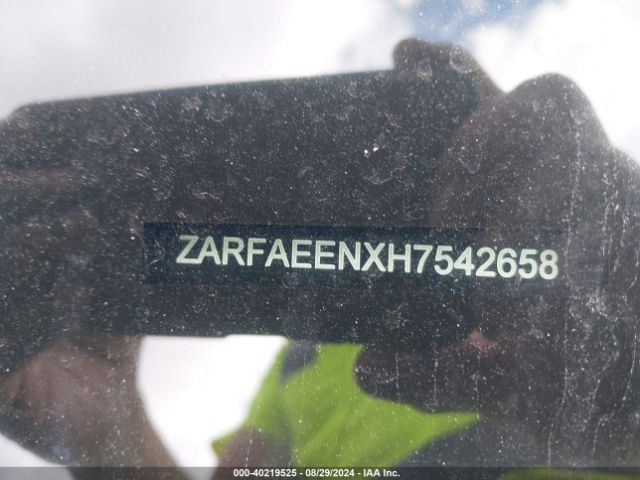 ZARFAEENXH7542658
000-40219525 - 08/29/2024 - IAA Inc.